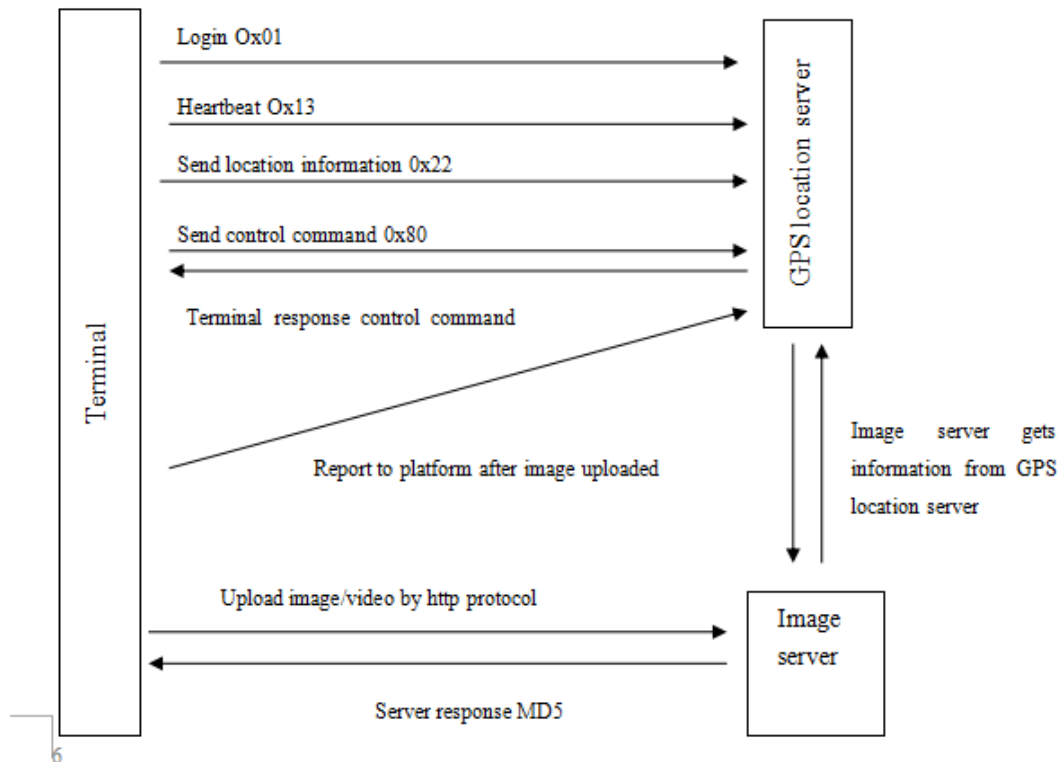 Login Ox01
Heartbeat Ox13
Send location information 0x22
Send control command 0x80
Terminal response control command
Report to platform after image uploaded
Upload image/video by http protocol
Server response MD5
Terminal
GPS location server
Image server gets
information from GPS
location server
Image
server
6